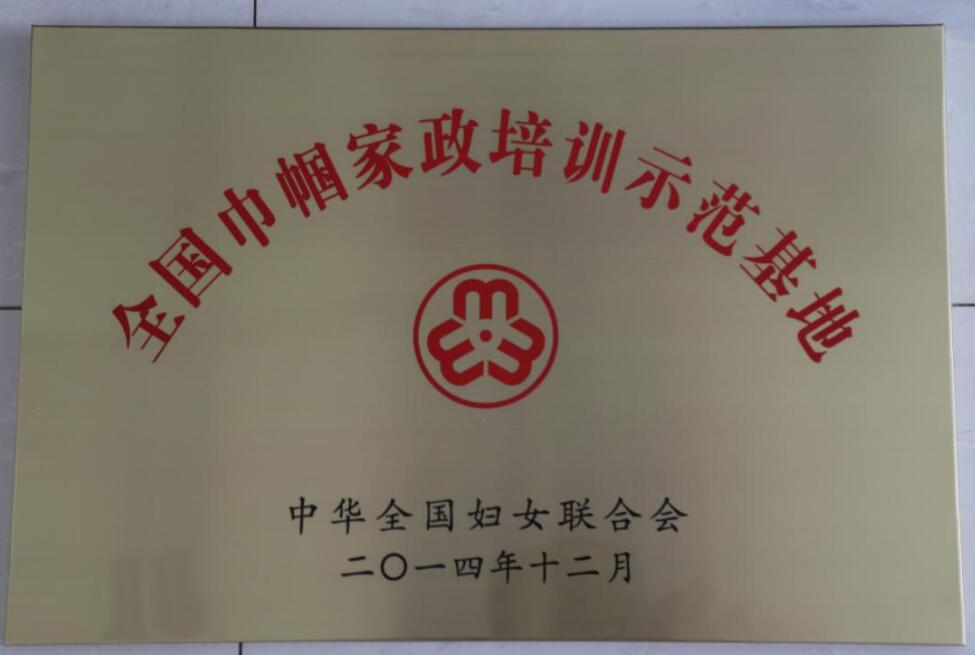 全国巾帼家政培训示范基地
中华全国妇女联合会
二〇一四年十二月